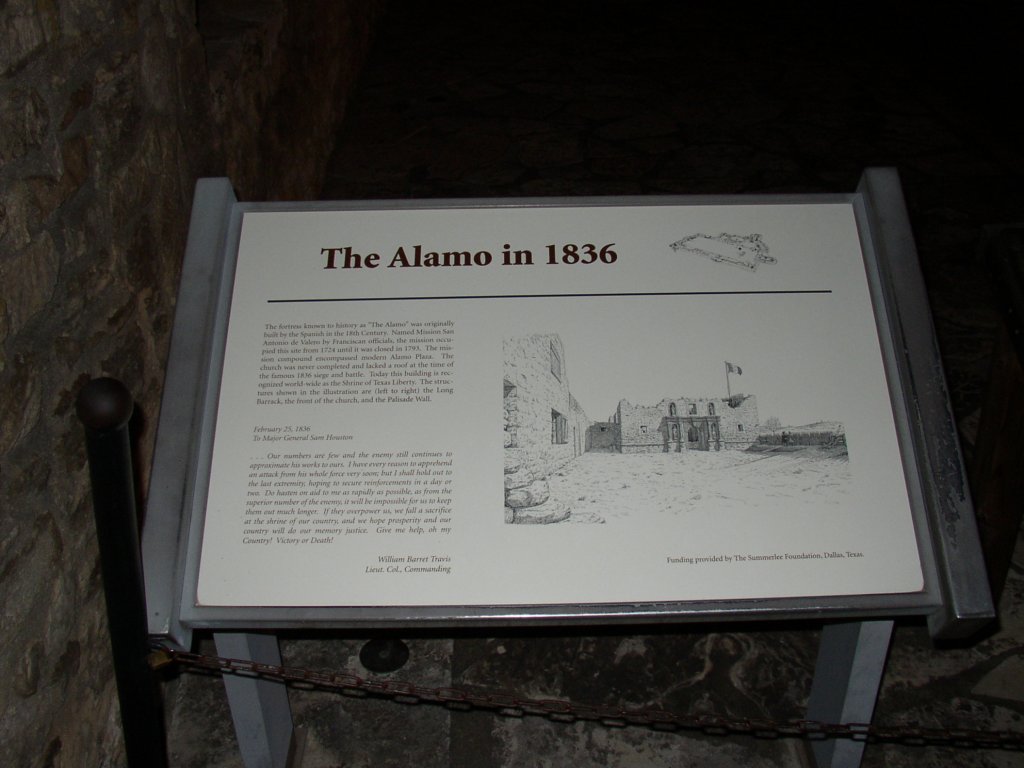 The Alamo in 1836
The fortress known to history as "The Alamo" was originally
built by the Spanish in the 18th Century. Named Mission San
Antonio de Valero by Franciscan officials, the mission occu-
pied this site from 1724 until it was closed in 1793. The mis-
sion compound encompassed modern Alamo Plaza. The
church was never completed and lacked a roof at the time of
the famous 1836 siege and battle. Today this building is rec-
ognized world-wide as the Shrine of Texas Liberty. The struc-
tures shown in the illustration are (left to right) the Long
Barrack, the front of the church, and the Palisade Wall.
February 25, 1836
To Major General Sam Houston
. . . Our numbers are few and the enemy still continues to
approximate his works to ours. I have every reason to apprehend
an attack from his whole force very soon; but I shall hold out to
the last extremity, hoping to secure reinforcements in a day or
two. Do hasten on aid to me as rapidly as possible, as from the
superior number of the enemy, it will be impossible for us to keep
them out much longer. If they overpower us, we fall a sacrifice
at the shrine of our country, and we hope prosperity and our
country will do our memory justice. Give me help, oh my
Country! Victory or Death!
William Barret Travis
Lieut. Col., Commanding
Funding provided by The Summerlee Foundation, Dallas, Texas.